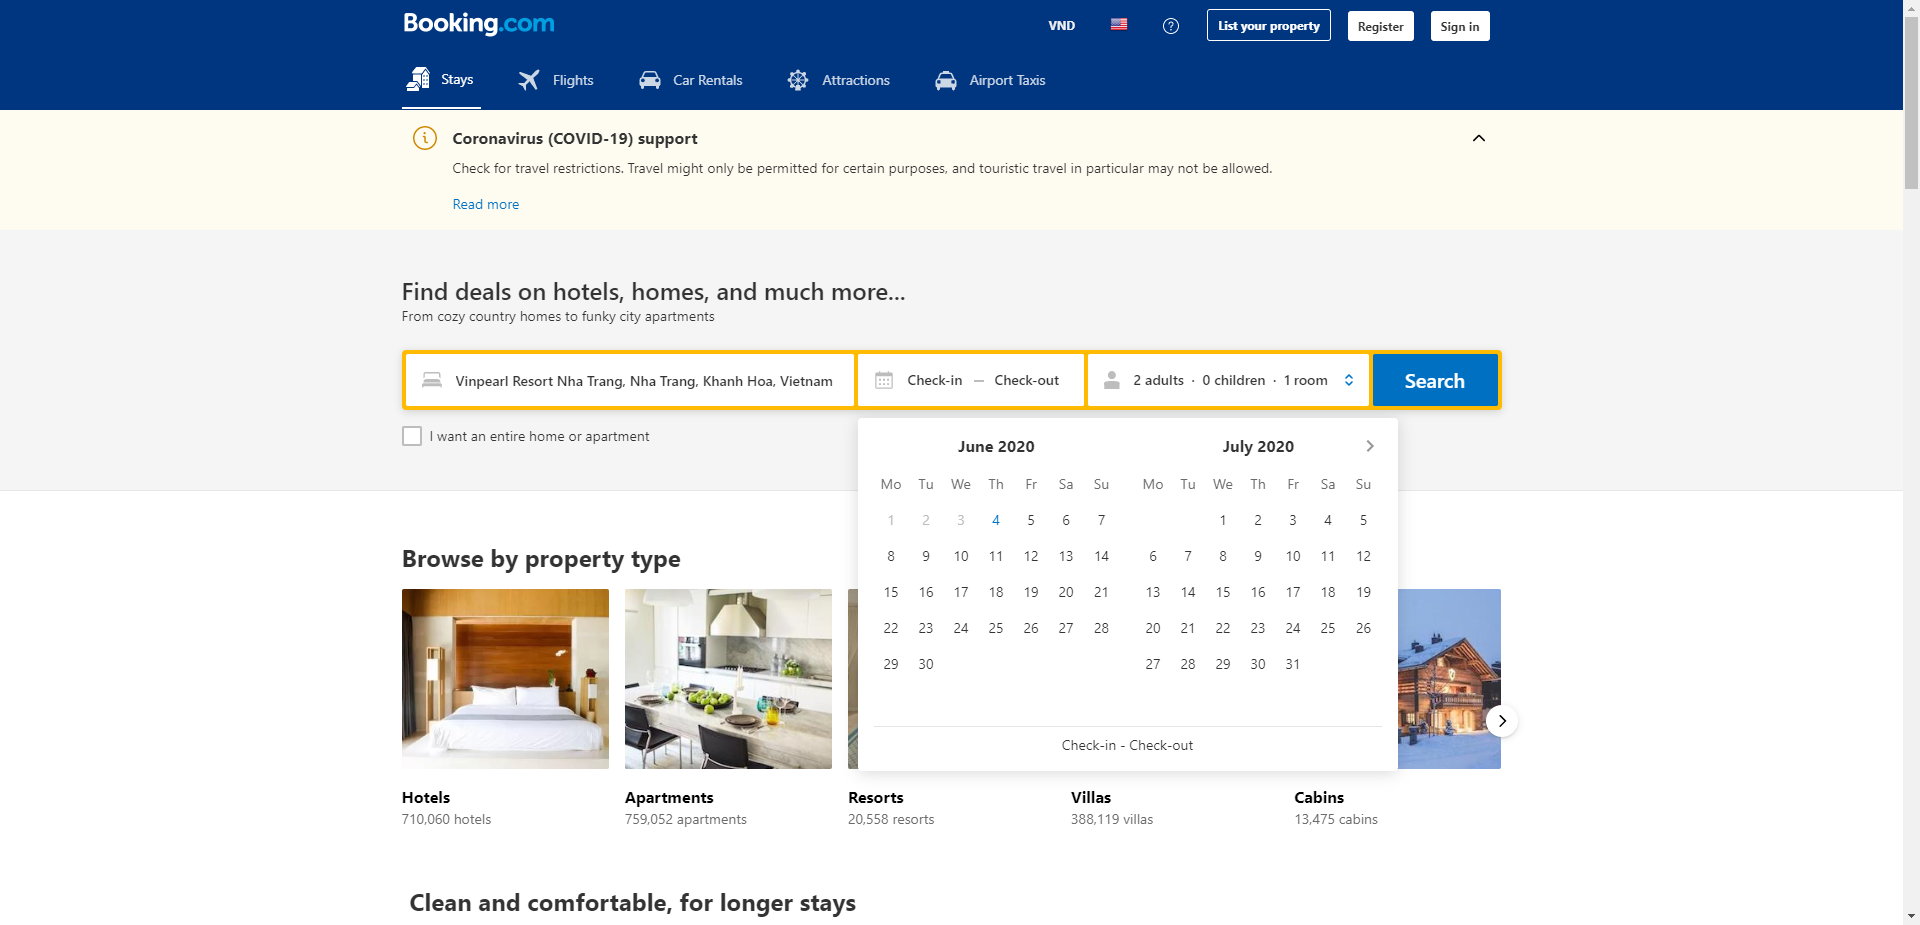 Booking.com
VND
List your property
Register
Sign in
Stays
Flights
Car Rentals
Attractions
Airport Taxis
Coronavirus (COVID-19) support
Check for travel restrictions. Travel might only be permitted for certain purposes, and touristic travel in particular may not be allowed.
Read more
Find deals on hotels, homes, and much more...
From cozy country homes to funky city apartments
Vinpearl Resort Nha Trang, Nha Trang, Khanh Hoa, Vietnam
Check-in — Check-out
2 adults · 0 children · 1 room
Search
I want an entire home or apartment
June 2020
Mo Tu We Th Fr Sa Su
1 2 3 4 5 6 7
8 9 10 11 12 13 14
15 16 17 18 19 20 21
22 23 24 25 26 27 28
29 30
July 2020
Mo Tu We Th Fr Sa Su
1 2 3 4 5
6 7 8 9 10 11 12
13 14 15 16 17 18 19
20 21 22 23 24 25 26
27 28 29 30 31
Check-in - Check-out
Browse by property type
Hotels
710,060 hotels
Apartments
759,052 apartments
Resorts
20,558 resorts
Villas
388,119 villas
Cabins
13,475 cabins
Clean and comfortable, for longer stays